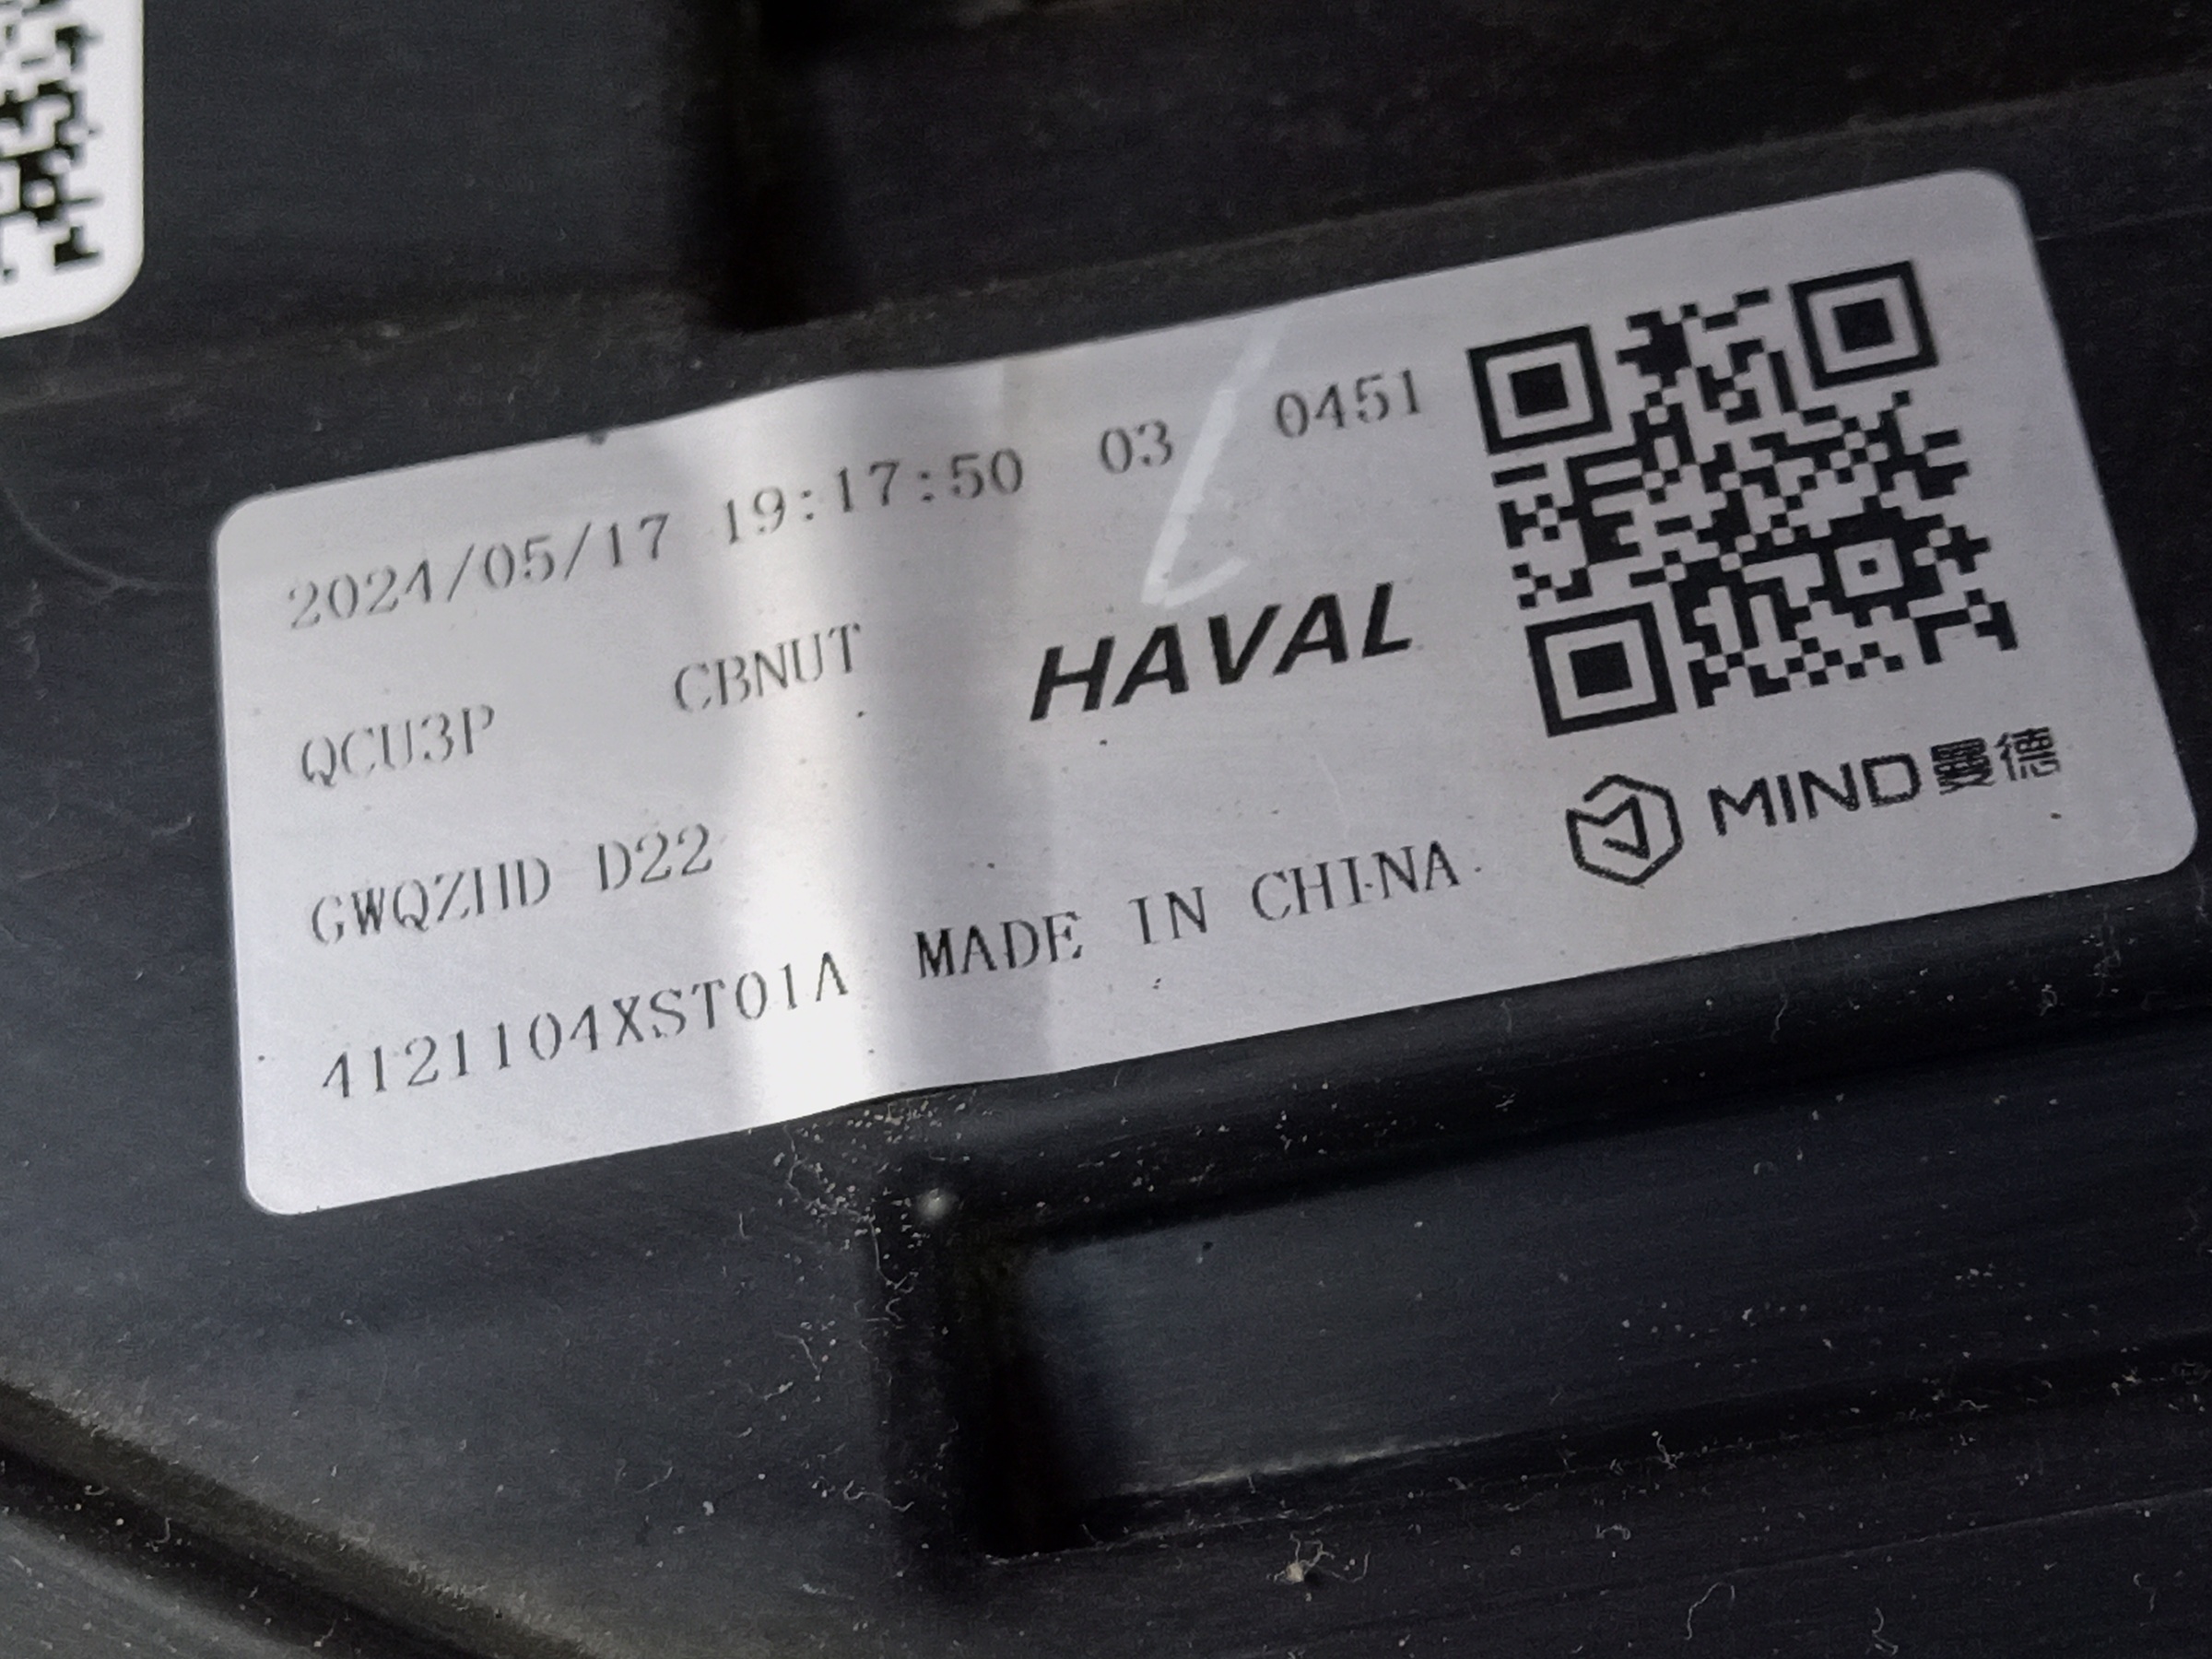 2024/05/17 19:17:50 03 0451
QCU3P CBNUT HAVAL
GWQZHD D22
4121104XST01A MADE IN CHINA
MIND曼德